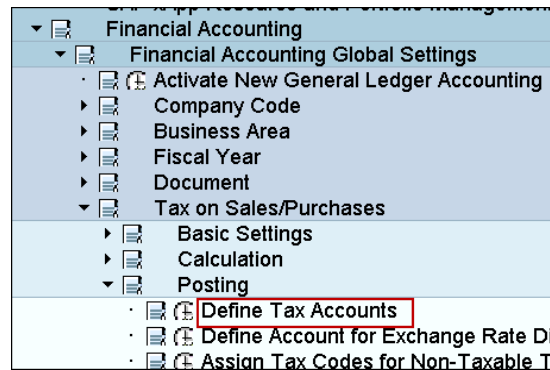 Financial Accounting
Financial Accounting Global Settings
Activate New General Ledger Accounting
Company Code
Business Area
Fiscal Year
Document
Tax on Sales/Purchases
Basic Settings
Calculation
Posting
Define Tax Accounts
Define Account for Exchange Rate Di
Assign Tax Codes for Non-Taxable T